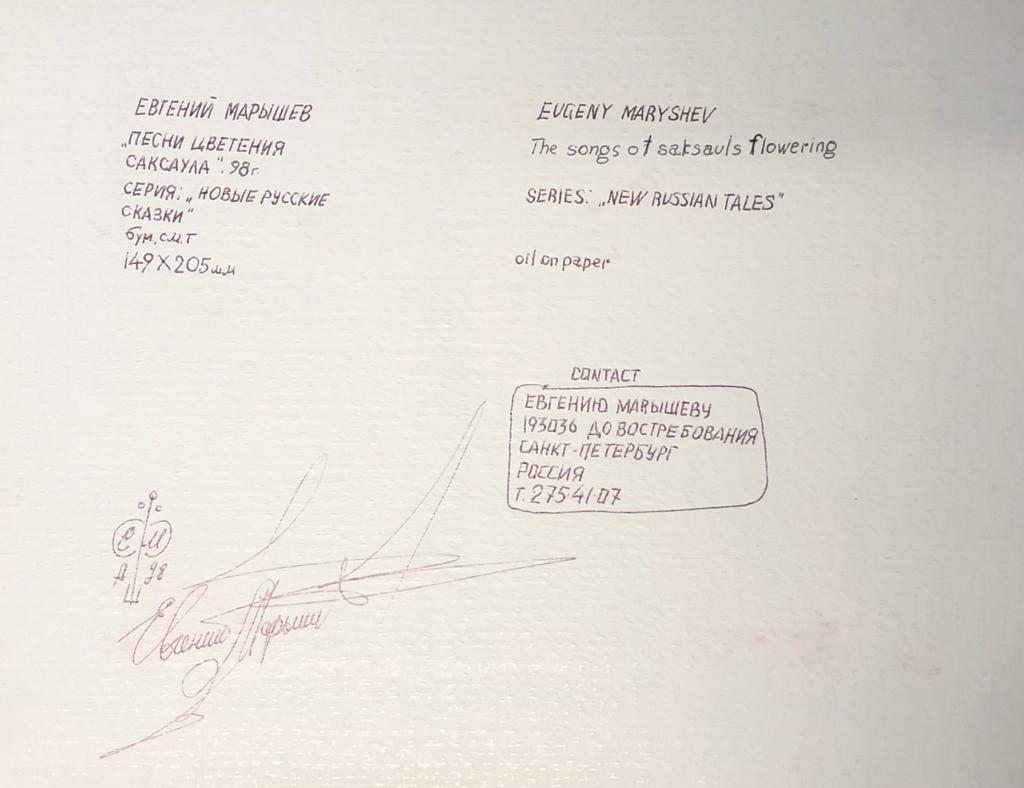 ЕВГЕНИЙ МАРЫШЕВ
„ПЕСНИ ЦВЕТЕНИЯ
САКСАУЛА". 98г.
СЕРИЯ: „НОВЫЕ РУССКИЕ
СКАЗКИ"
бум. см. т
149 X 205 мм
EUGENY MARYSHEV
The songs of saksauls flowering
SERIES: „NEW RUSSIAN TALES"
oil on paper
CONTACT
ЕВГЕНИЮ МАРЫШЕВУ
193036 ДО ВОСТРЕБОВАНИЯ
САНКТ-ПЕТЕРБУРГ
РОССИЯ
Т. 275-41-07
Е М
А 98
Евгений Марыш